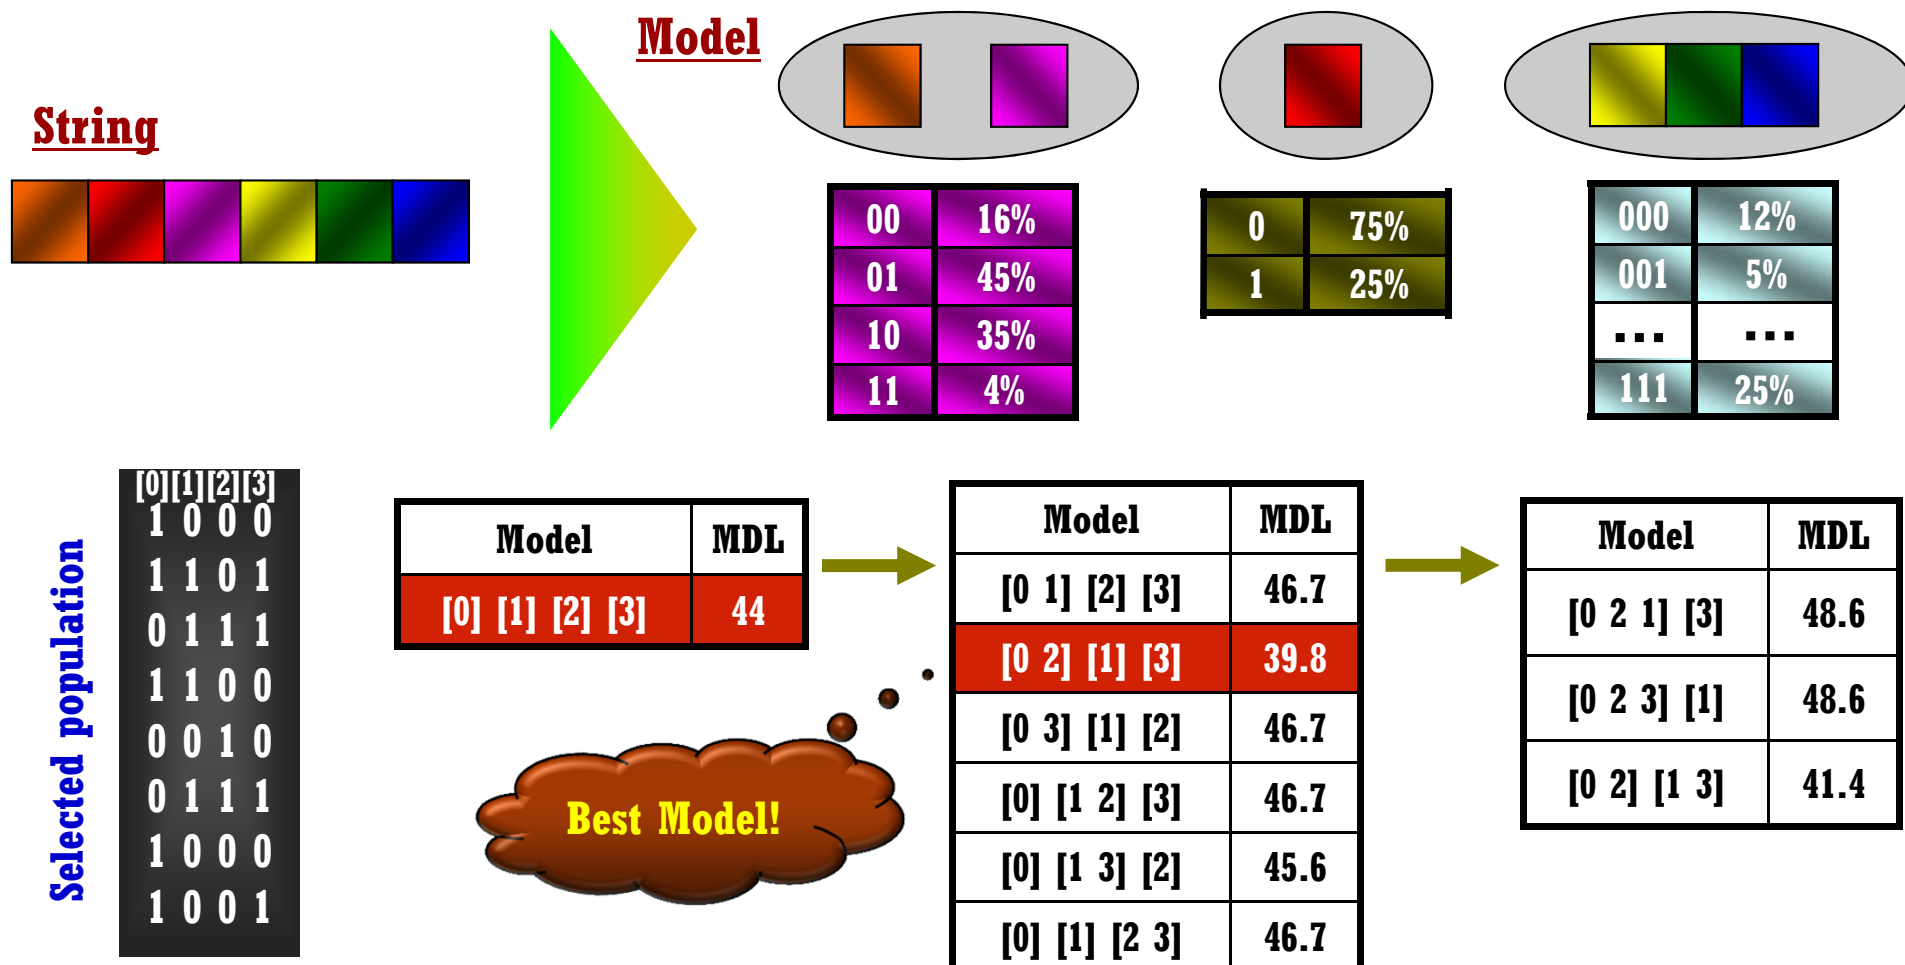 Model
String
00 16%
01 45%
10 35%
11 4%
0 75%
1 25%
000 12%
001 5%
... ...
111 25%
Selected population
[0][1][2][3]
1 0 0 0
1 1 0 1
0 1 1 1
1 1 0 0
0 0 1 0
0 1 1 1
1 0 0 0
1 0 0 1
Model MDL
[0] [1] [2] [3] 44
Best Model!
Model MDL
[0 1] [2] [3] 46.7
[0 2] [1] [3] 39.8
[0 3] [1] [2] 46.7
[0] [1 2] [3] 46.7
[0] [1 3] [2] 45.6
[0] [1] [2 3] 46.7
Model MDL
[0 2 1] [3] 48.6
[0 2 3] [1] 48.6
[0 2] [1 3] 41.4